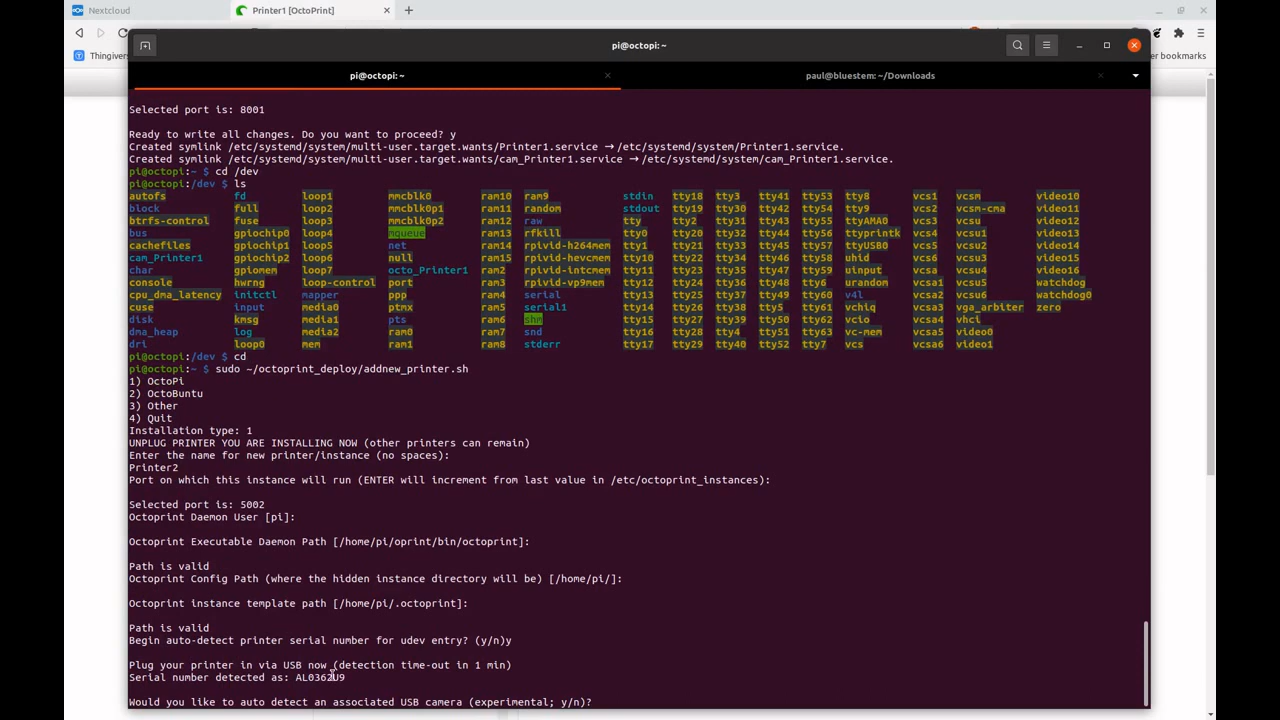 Nextcloud
Printer1 [OctoPrint]
Thingivers
er bookmarks
pi@octopi: ~
pi@octopi: ~
paul@bluestem: ~/Downloads
Selected port is: 8001
Ready to write all changes. Do you want to proceed? y
Created symlink /etc/systemd/system/multi-user.target.wants/Printer1.service → /etc/systemd/system/Printer1.service.
Created symlink /etc/systemd/system/multi-user.target.wants/cam_Printer1.service → /etc/systemd/system/cam_Printer1.service.
pi@octopi:~ $ cd /dev
pi@octopi:/dev $ ls
autofs fd loop1 mmcblk0 ram10 ram9 stdin tty18 tty3 tty41 tty53 tty8 vcs1 vcsm video10
block full loop2 mmcblk0p1 ram11 random stdout tty19 tty30 tty42 tty54 tty9 vcs2 vcsm-cma video11
btrfs-control fuse loop3 mmcblk0p2 ram12 raw tty tty2 tty31 tty43 tty55 ttyAMA0 vcs3 vcsu video12
bus gpiochip0 loop4 mqueue ram13 rfkill tty0 tty20 tty32 tty44 tty56 ttyprintk vcs4 vcsu1 video13
cachefiles gpiochip1 loop5 net ram14 rpivid-h264mem tty1 tty21 tty33 tty45 tty57 ttyUSB0 vcs5 vcsu2 video14
cam_Printer1 gpiochip2 loop6 null ram15 rpivid-hevcmem tty10 tty22 tty34 tty46 tty58 uhid vcs6 vcsu3 video15
char gpiomem loop7 octo_Printer1 ram2 rpivid-intcmem tty11 tty23 tty35 tty47 tty59 uinput vcsa vcsu4 video16
console hwrng loop-control port ram3 rpivid-vp9mem tty12 tty24 tty36 tty48 tty6 urandom vcsa1 vcsu5 watchdog
cpu_dma_latency initctl mapper ppp ram4 serial tty13 tty25 tty37 tty49 tty60 v4l vcsa2 vcsu6 watchdog0
cuse input media0 ptmx ram5 serial1 tty14 tty26 tty38 tty5 tty61 vchiq vcsa3 vga_arbiter zero
disk kmsg media1 pts ram6 shm tty15 tty27 tty39 tty50 tty62 vcio vcsa4 vhci
dma_heap log media2 ram0 ram7 snd tty16 tty28 tty4 tty51 tty63 vc-mem vcsa5 video0
dri loop0 mem ram1 ram8 stderr tty17 tty29 tty40 tty52 tty7 vcs vcsa6 video1
pi@octopi:/dev $ cd
pi@octopi:~ $ sudo ~/octoprint_deploy/addnew_printer.sh
1) OctoPi
2) OctoBuntu
3) Other
4) Quit
Installation type: 1
UNPLUG PRINTER YOU ARE INSTALLING NOW (other printers can remain)
Enter the name for new printer/instance (no spaces):
Printer2
Port on which this instance will run (ENTER will increment from last value in /etc/octoprint_instances):
Selected port is: 5002
Octoprint Daemon User [pi]:
Octoprint Executable Daemon Path [/home/pi/oprint/bin/octoprint]:
Path is valid
Octoprint Config Path (where the hidden instance directory will be) [/home/pi/]:
Octoprint instance template path [/home/pi/.octoprint]:
Path is valid
Begin auto-detect printer serial number for udev entry? (y/n)y
Plug your printer in via USB now (detection time-out in 1 min)
Serial number detected as: AL0362U9
Would you like to auto detect an associated USB camera (experimental; y/n)?